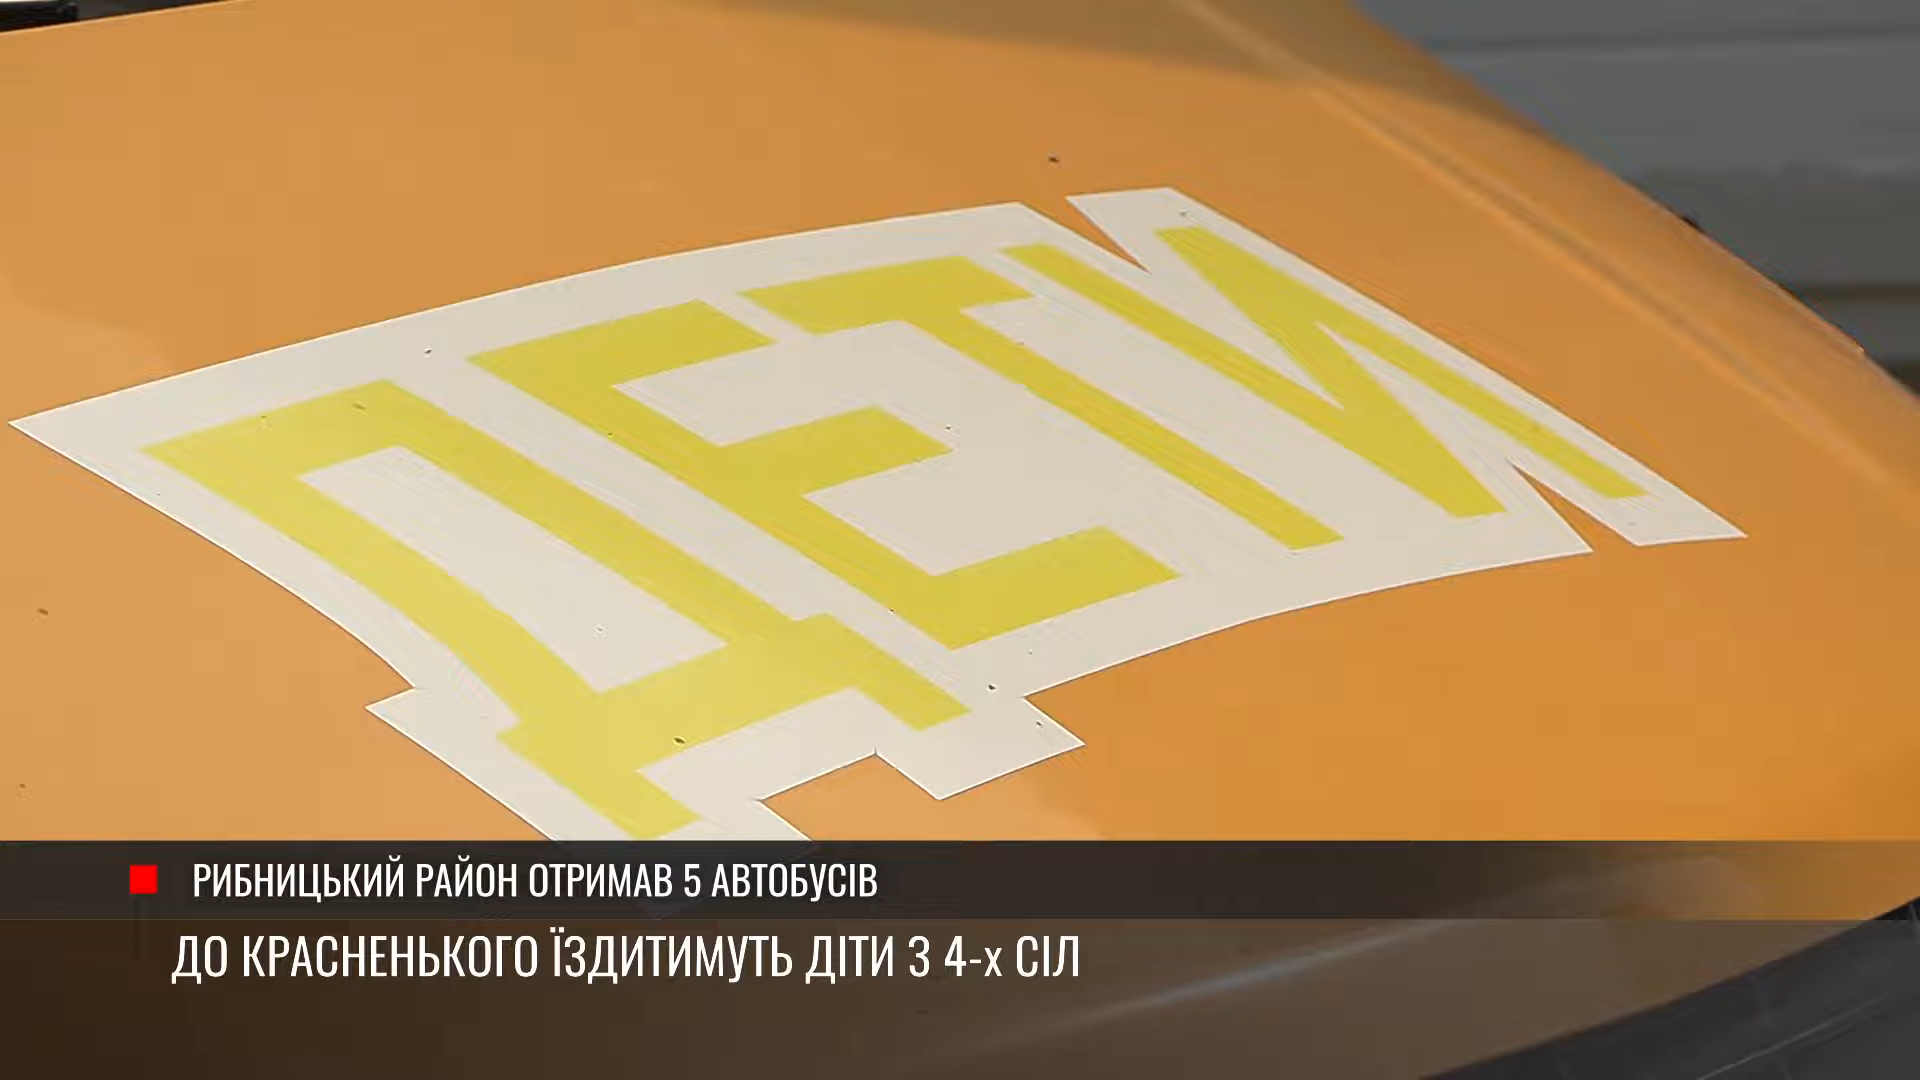 ДЕТИ
РИБНИЦЬКИЙ РАЙОН ОТРИМАВ 5 АВТОБУСІВ
ДО КРАСНЕНЬКОГО ЇЗДИТИМУТЬ ДІТИ З 4-х СІЛ